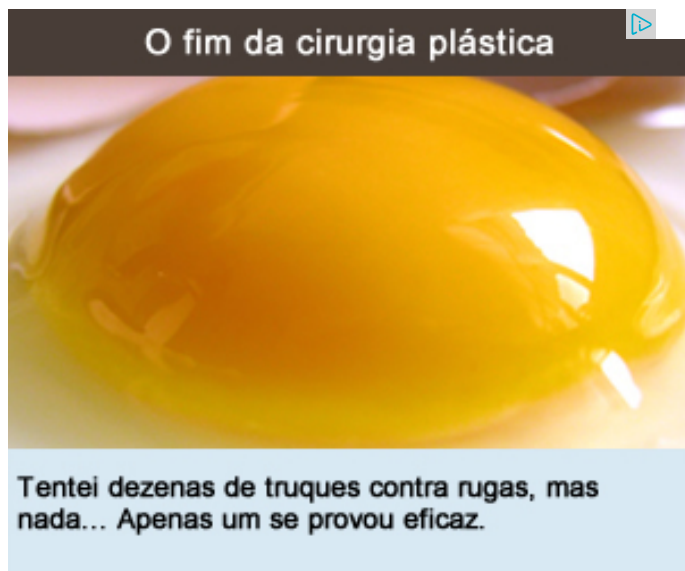 O fim da cirurgia plástica
Tentei dezenas de truques contra rugas, mas
nada... Apenas um se provou eficaz.